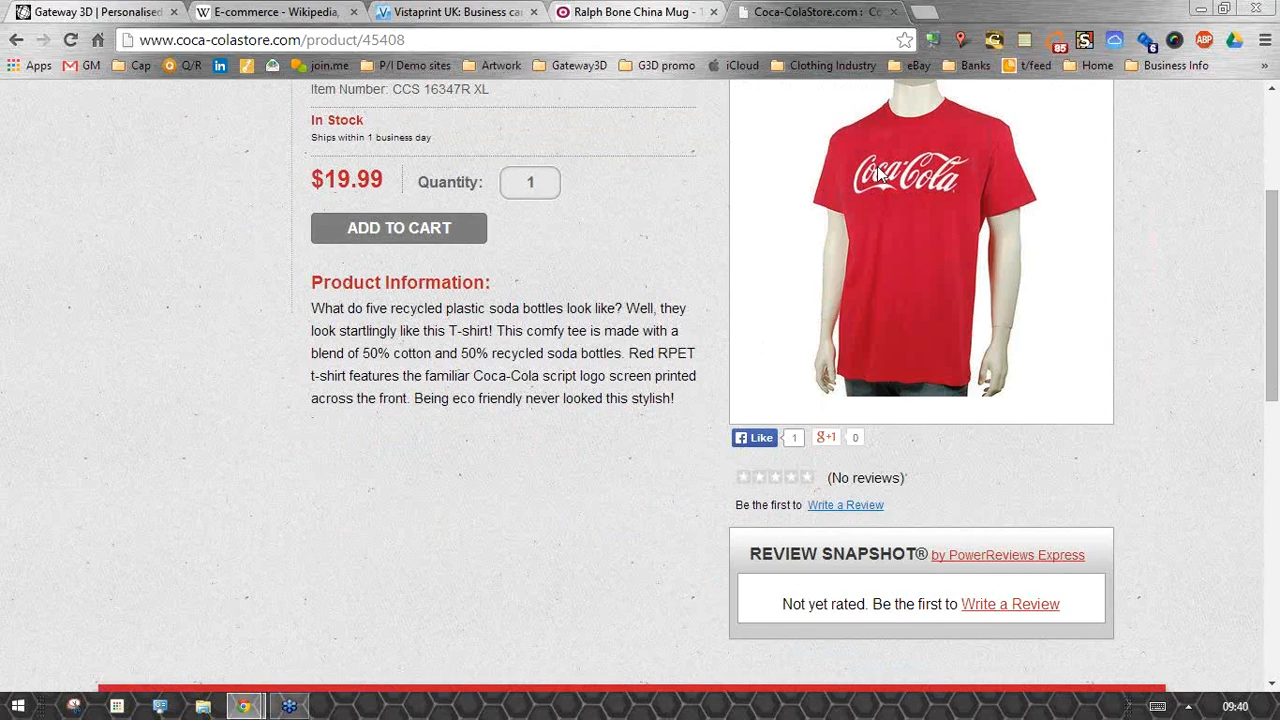 Gateway 3D | Personalised
E-commerce - Wikipedia,
Vistaprint UK: Business ca
Ralph Bone China Mug - T
Coca-ColaStore.com : Co
www.coca-colastore.com/product/45408
85
6
ABP
Apps
GM
Cap
Q/R
join.me
P/I Demo sites
Artwork
Gateway3D
G3D promo
iCloud
Clothing Industry
eBay
Banks
t/feed
Home
Business Info
»
Item Number: CCS 16347R XL
In Stock
Ships within 1 business day
$19.99
Quantity:
1
ADD TO CART
Product Information:
What do five recycled plastic soda bottles look like? Well, they
look startlingly like this T-shirt! This comfy tee is made with a
blend of 50% cotton and 50% recycled soda bottles. Red RPET
t-shirt features the familiar Coca-Cola script logo screen printed
across the front. Being eco friendly never looked this stylish!
Coca-Cola
Like
1
g+1
0
(No reviews)
Be the first to Write a Review
REVIEW SNAPSHOT® by PowerReviews Express
Not yet rated. Be the first to Write a Review
09:40